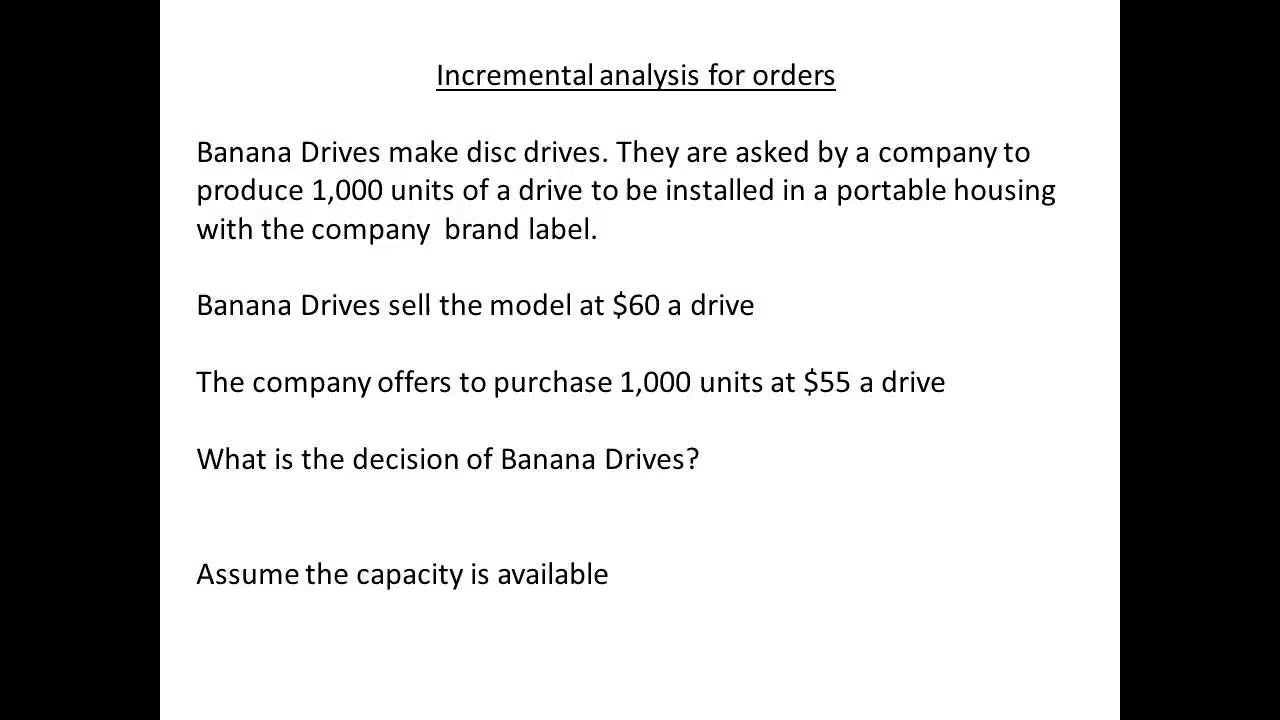 Incremental analysis for orders
Banana Drives make disc drives. They are asked by a company to
produce 1,000 units of a drive to be installed in a portable housing
with the company  brand label.
Banana Drives sell the model at $60 a drive
The company offers to purchase 1,000 units at $55 a drive
What is the decision of Banana Drives?
Assume the capacity is available